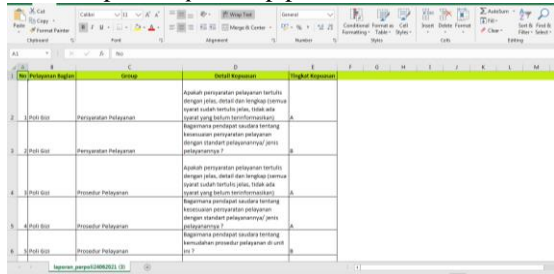 Cut
Copy
Format Painter
Clipboard
Calibri
B I U
Font
Wrap Text
Merge & Center
Alignment
General
Number
Conditional Formatting
Format as Table
Cell Styles
Styles
Insert Delete Format
Cells
AutoSum
Fill
Clear
Sort & Filter
Find & Select
Editing
A1 No
A B C D E F G H I J K L M
1 No Pelayanan Bagian Group Detail Kepuasan Tingkat Kepuasan
Apakah persyaratan pelayanan tertulis
dengan jelas, detail dan lengkap (semua
syarat sudah tertulis jelas, tidak ada
2 1 Poli Gizi Persyaratan Pelayanan syarat yang belum terinformasikan) A
Bagaimana pendapat saudara tentang
kesesuaian persyaratan pelayanan
dengan standart pelayanannya/ jenis
3 2 Poli Gizi Persyaratan Pelayanan pelayanannya ? B
Apakah persyaratan pelayanan tertulis
dengan jelas, detail dan lengkap (semua
syarat sudah tertulis jelas, tidak ada
4 3 Poli Gizi Prosedur Pelayanan syarat yang belum terinformasikan) A
Bagaimana pendapat saudara tentang
kesesuaian persyaratan pelayanan
dengan standart pelayanannya/ jenis
5 4 Poli Gizi Prosedur Pelayanan pelayanannya ? A
Bagaimana pendapat saudara tentang
kemudahan prosedur pelayanan di unit
6 5 Poli Gizi Prosedur Pelayanan ini ? B